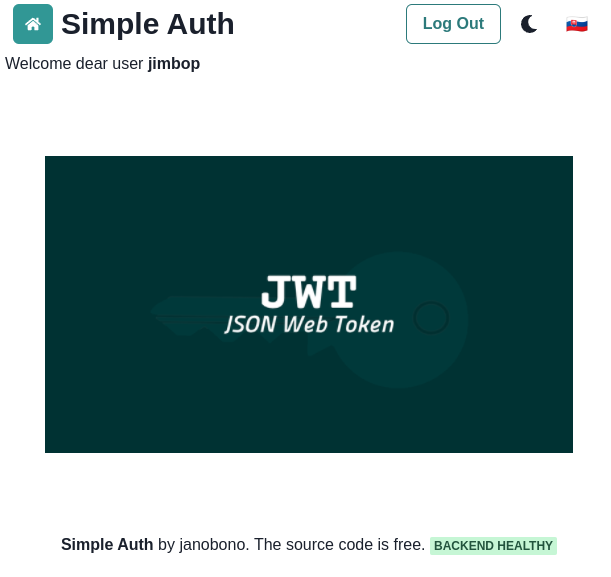 Simple Auth Log Out
Welcome dear user jimbop
JWT
JSON Web Token
Simple Auth by janobono. The source code is free. BACKEND HEALTHY